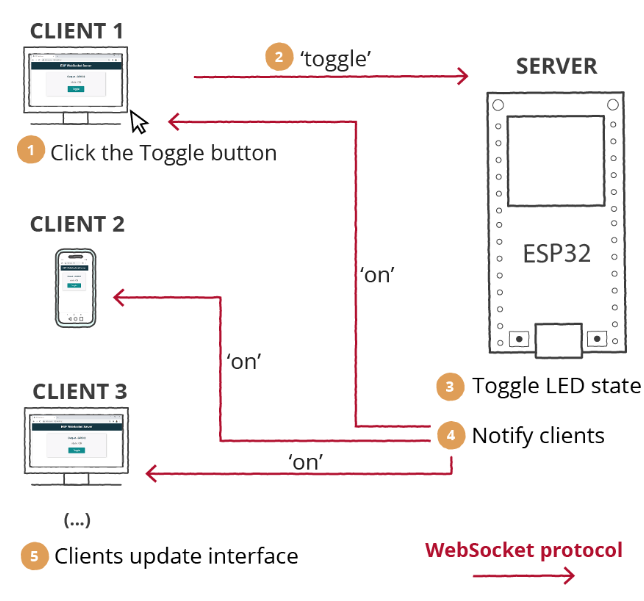 CLIENT 1
2 ‘toggle’
SERVER
1 Click the Toggle button
CLIENT 2
ESP32
‘on’
‘on’
CLIENT 3
3 Toggle LED state
4 Notify clients
‘on’
(...)
5 Clients update interface
WebSocket protocol